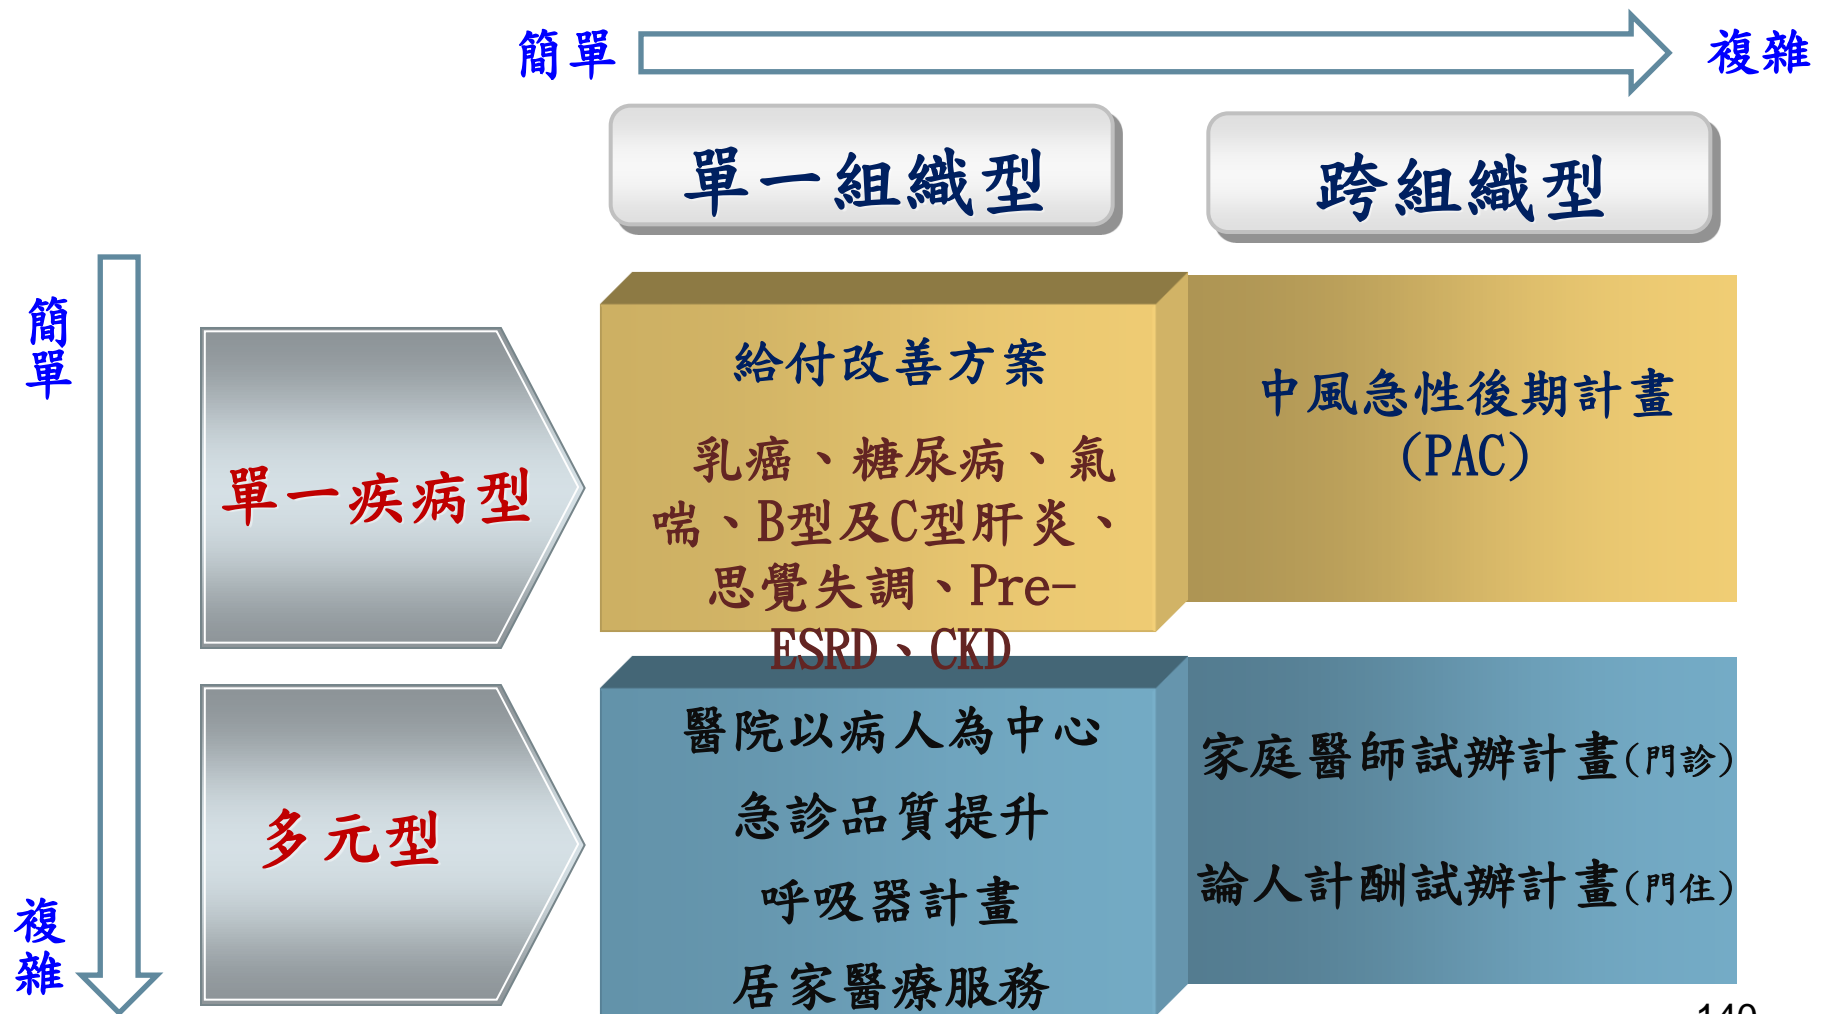 簡單
複雜
單一組織型
跨組織型
簡單
複雜
單一疾病型
給付改善方案
乳癌、糖尿病、氣
喘、B型及C型肝炎、
思覺失調、Pre-
ESRD、CKD
中風急性後期計畫
(PAC)
多元型
醫院以病人為中心
急診品質提升
呼吸器計畫
居家醫療服務
家庭醫師試辦計畫(門診)
論人計酬試辦計畫(門住)